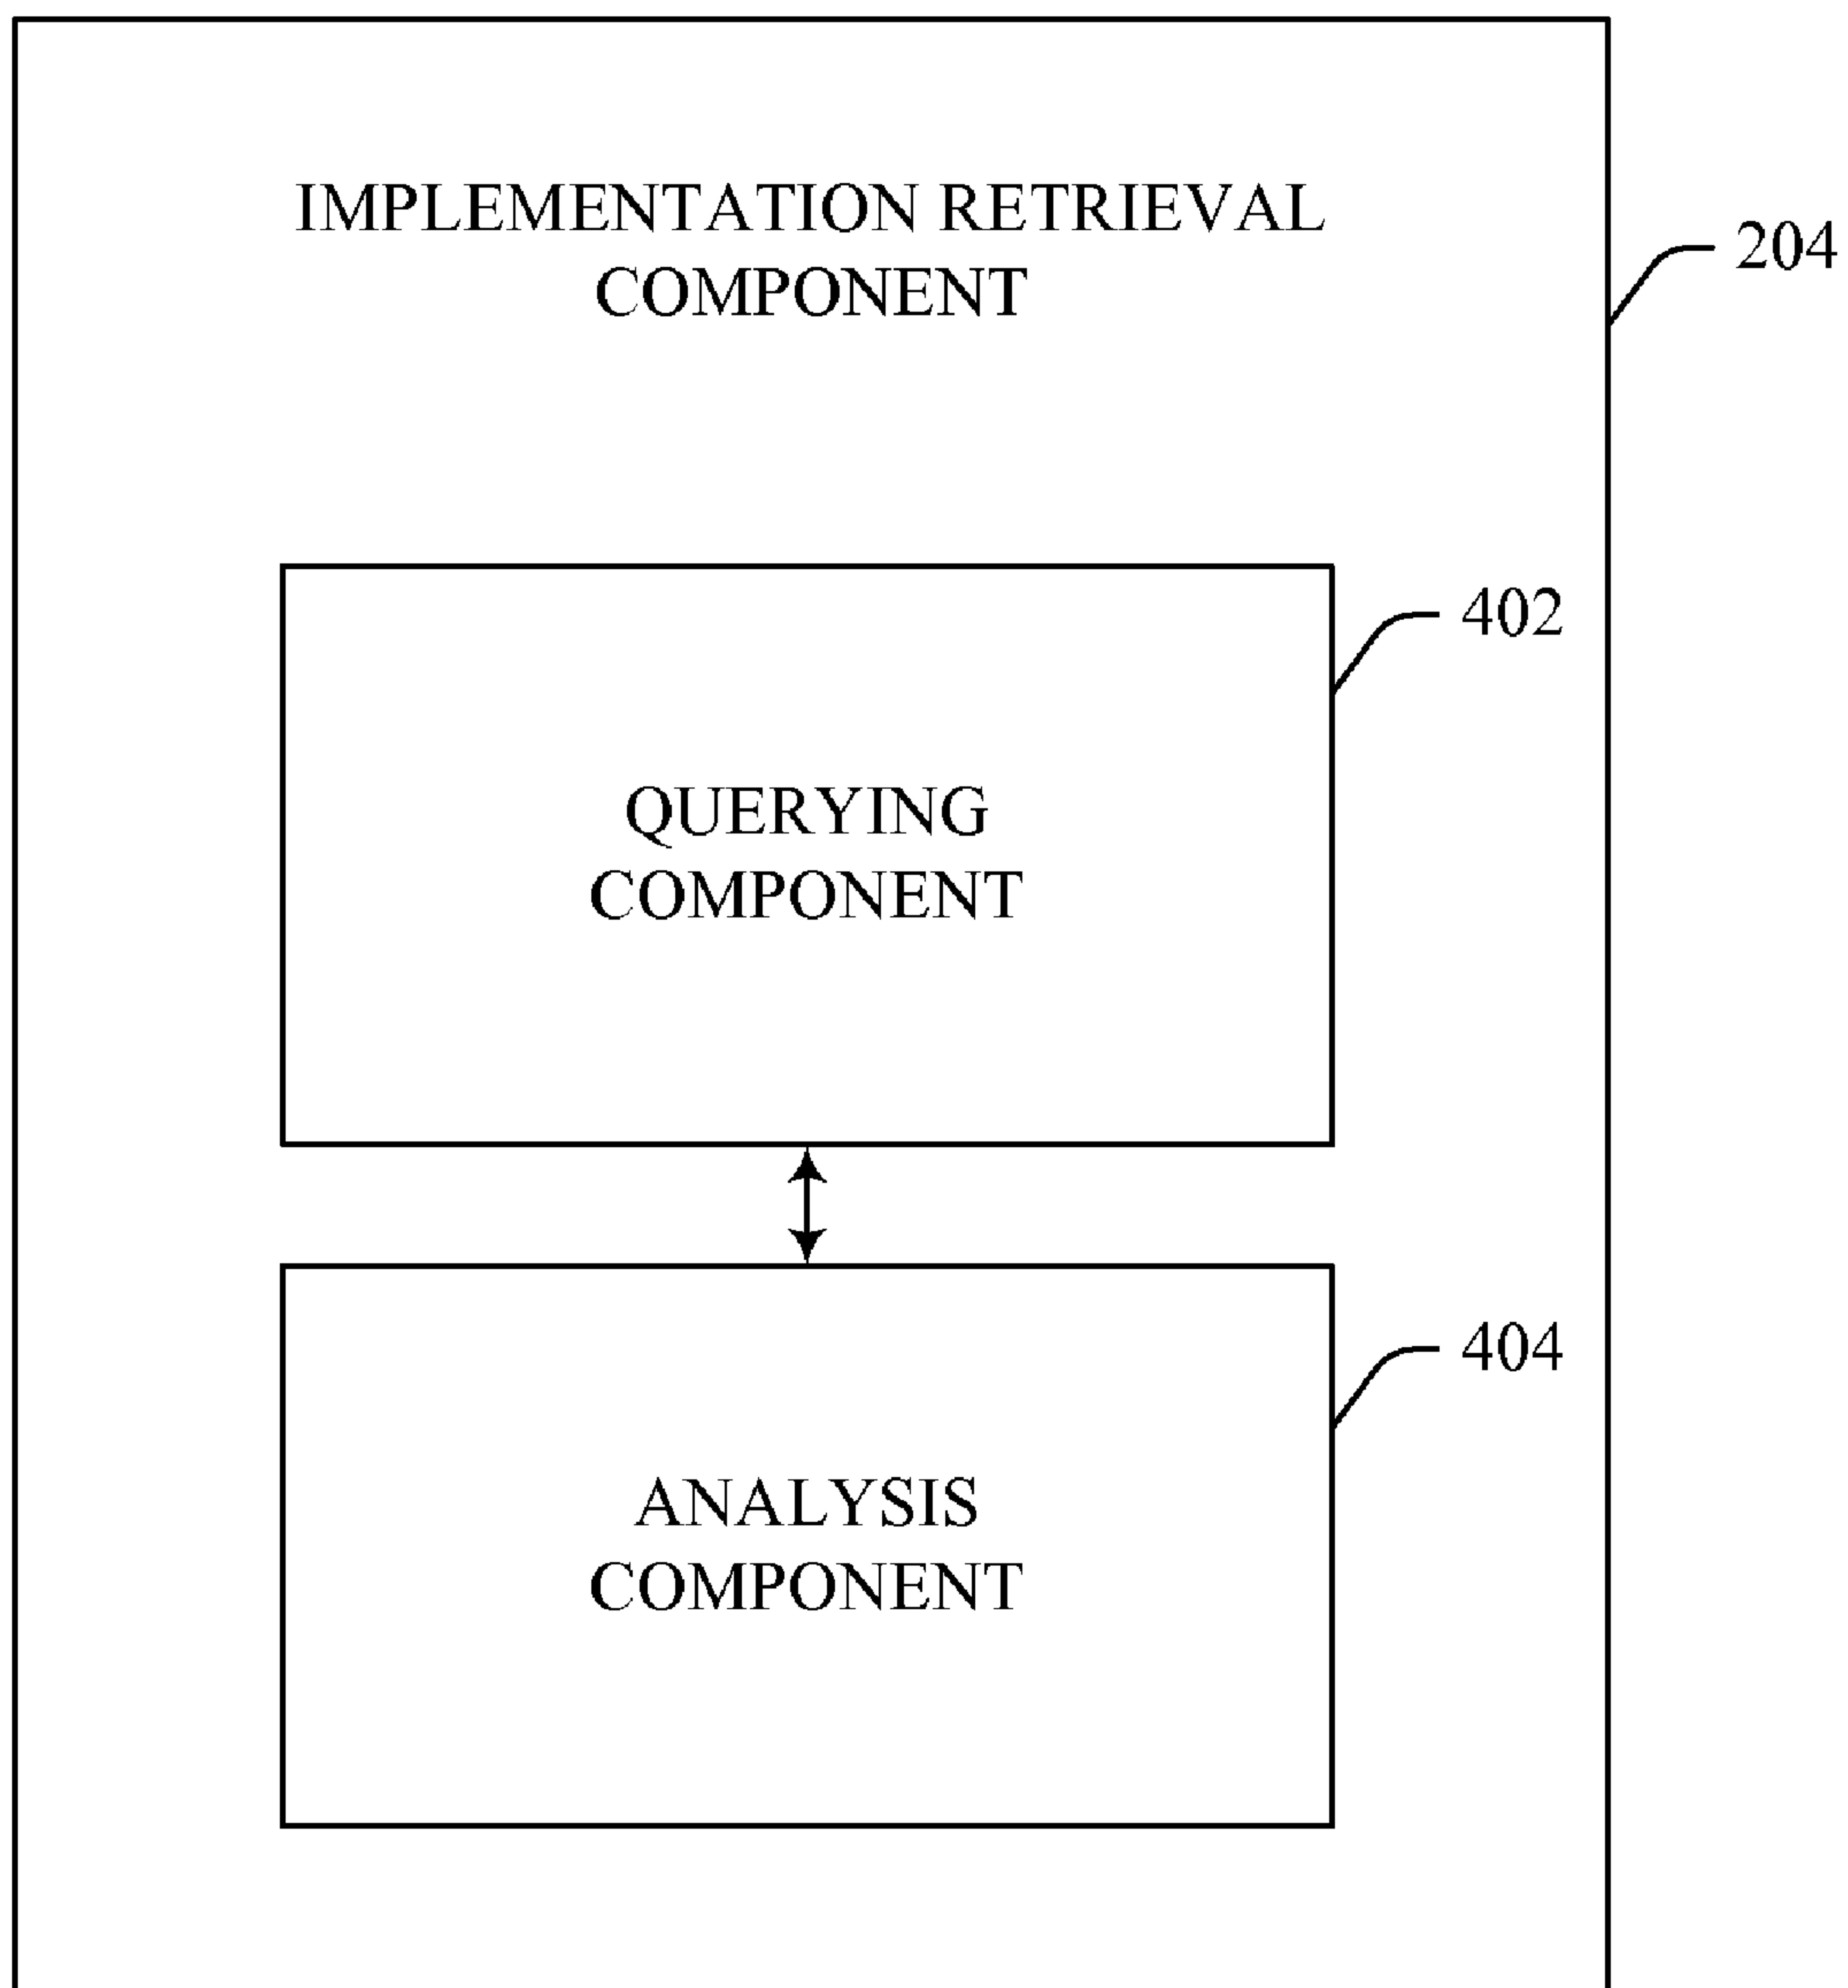 IMPLEMENTATION RETRIEVAL
COMPONENT
204
402
QUERYING
COMPONENT
404
ANALYSIS
COMPONENT